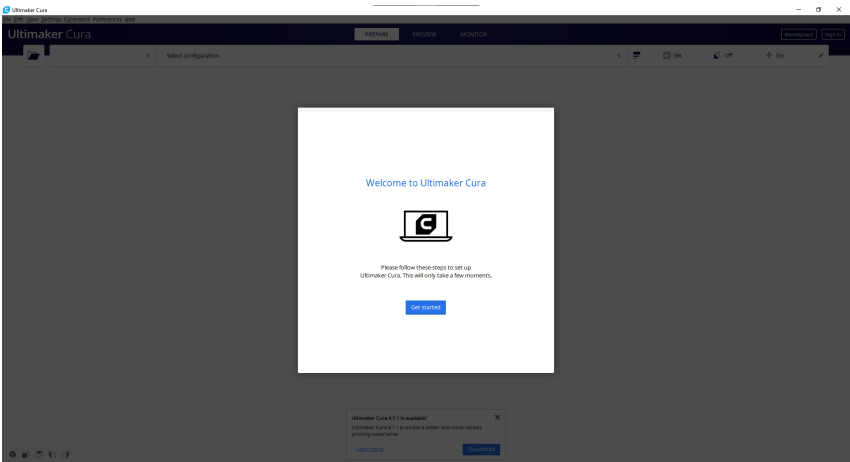 Ultimaker Cura
File Edit View Settings Extensions Preferences Help
Ultimaker Cura
PREPARE PREVIEW MONITOR
Marketplace Sign in
Select configuration
0% Off On
Welcome to Ultimaker Cura
Please follow these steps to set up
Ultimaker Cura. This will only take a few moments.
Get started
Ultimaker Cura 4.7.1 is available!
Ultimaker Cura 4.7.1 provides a better and more reliable
printing experience.
Learn more
Download